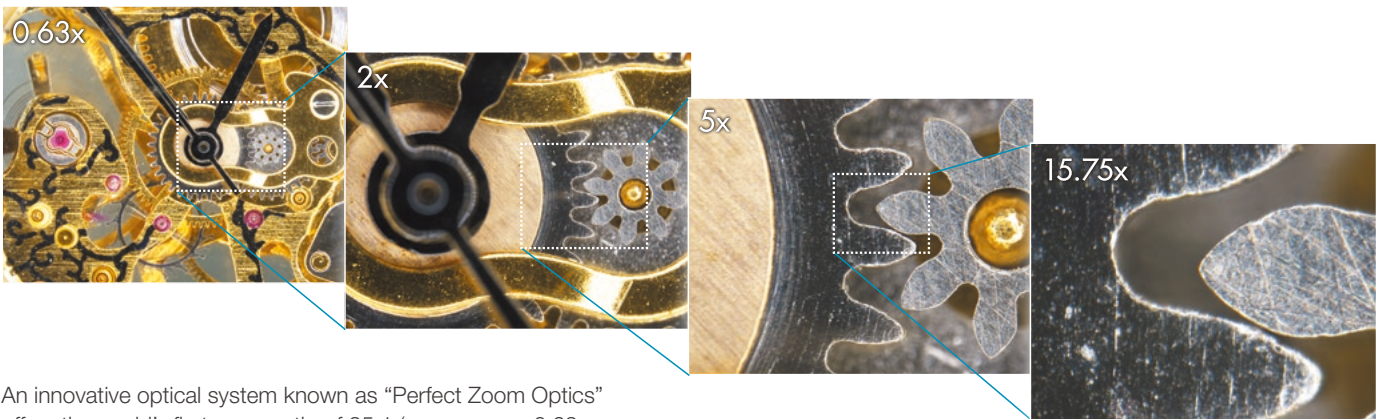 0.63x
2x
5x
15.75x
An innovative optical system known as “Perfect Zoom Optics”